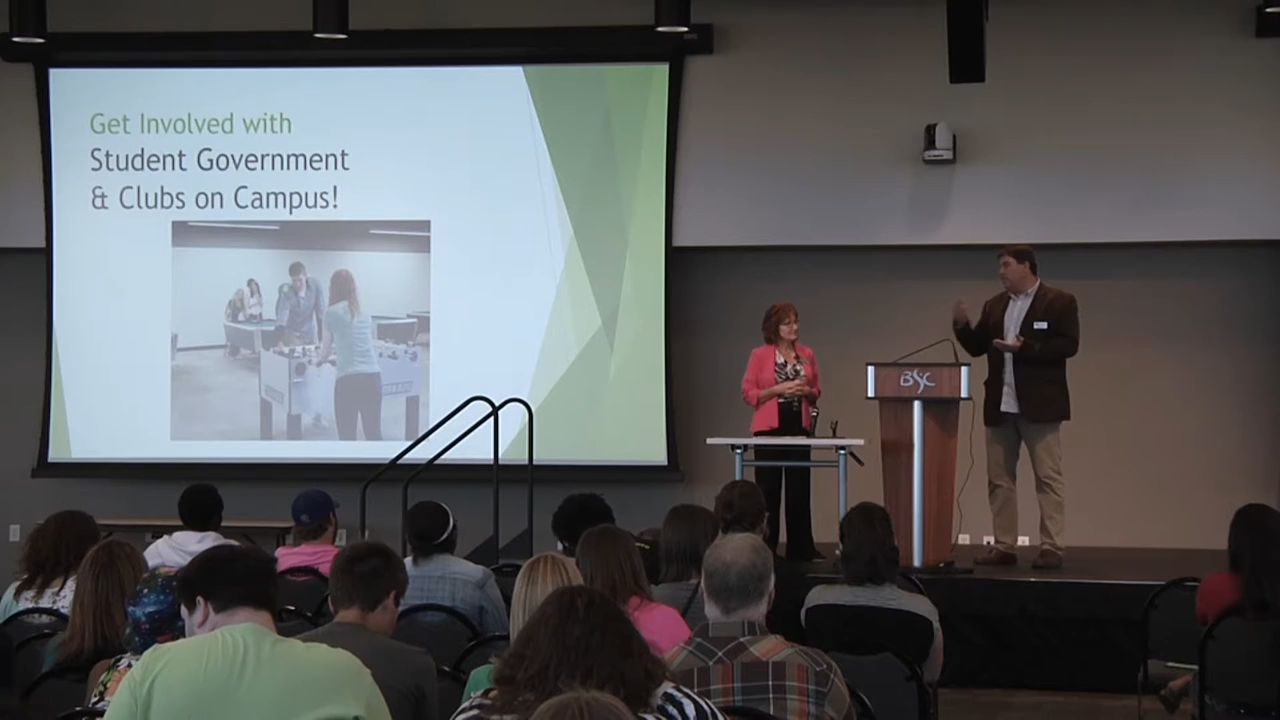 Get Involved with
Student Government
& Clubs on Campus!
BSC